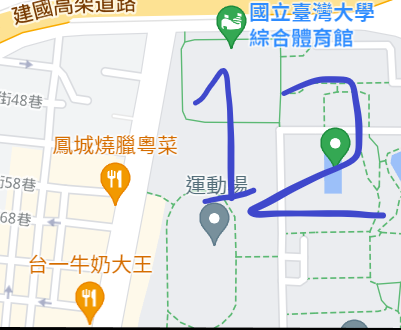 建國高架道路
國立臺灣大學
綜合體育館
街48巷
12
鳳城燒臘粵菜
街58巷
運動場
68巷
台一牛奶大王